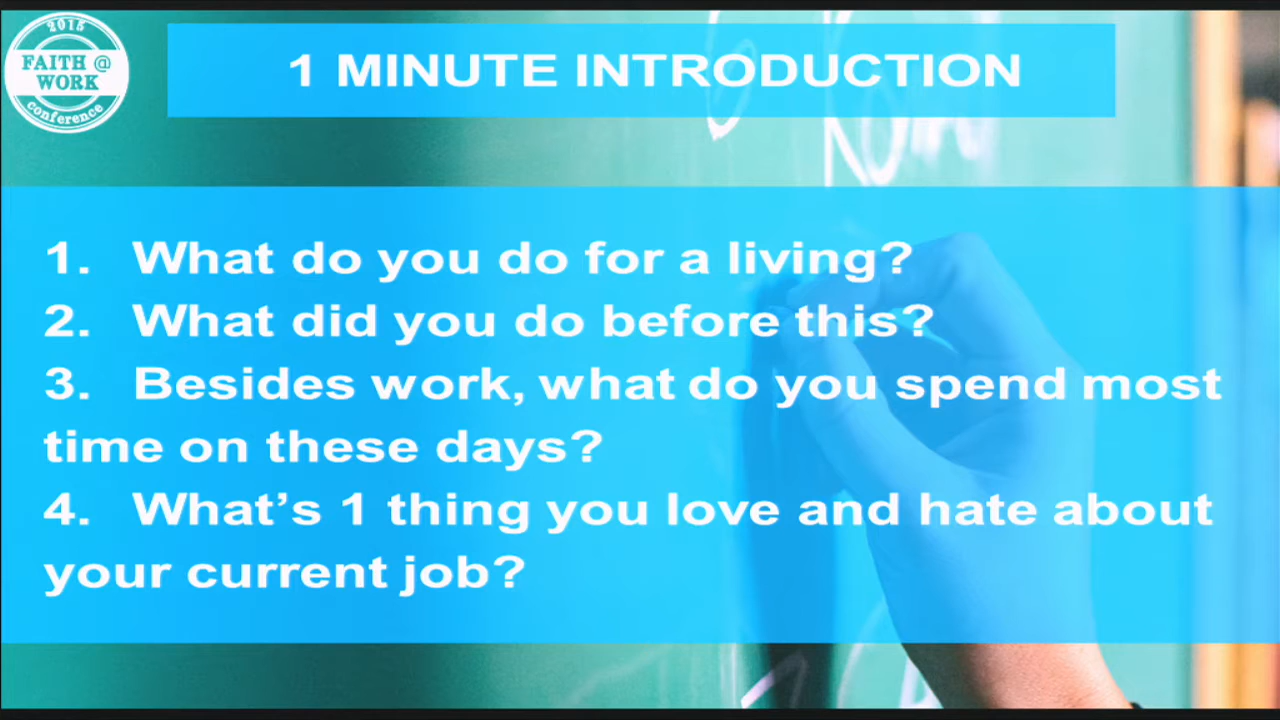 2015
FAITH @
WORK
conference
1 MINUTE INTRODUCTION
1. What do you do for a living?
2. What did you do before this?
3. Besides work, what do you spend most
time on these days?
4. What’s 1 thing you love and hate about
your current job?